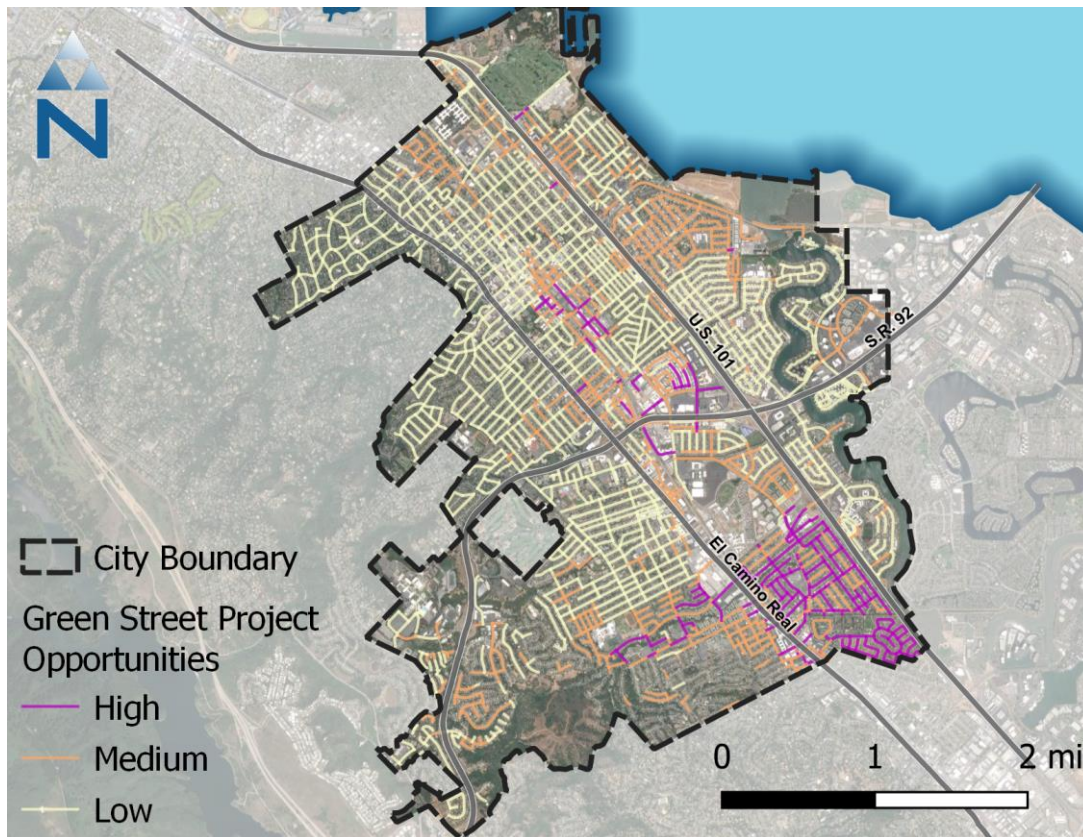 N
U.S. 101
S.R. 92
El Camino Real
City Boundary
Green Street Project
Opportunities
High
Medium
Low
0 1 2 mi